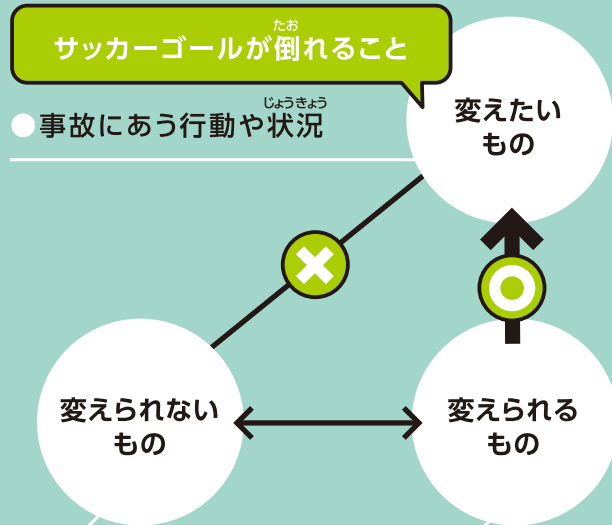 たお
サッカーゴールが倒れること
じょうきょう
●事故にあう行動や状況
変えたい
もの
変えられない
もの
変えられる
もの